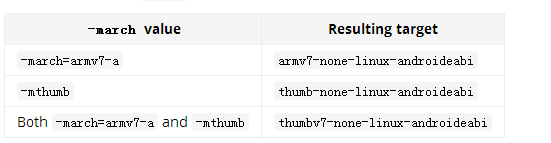 -march value Resulting target
-march=armv7-a armv7-none-linux-androideabi
-mthumb thumb-none-linux-androideabi
Both -march=armv7-a and -mthumb thumbv7-none-linux-androideabi